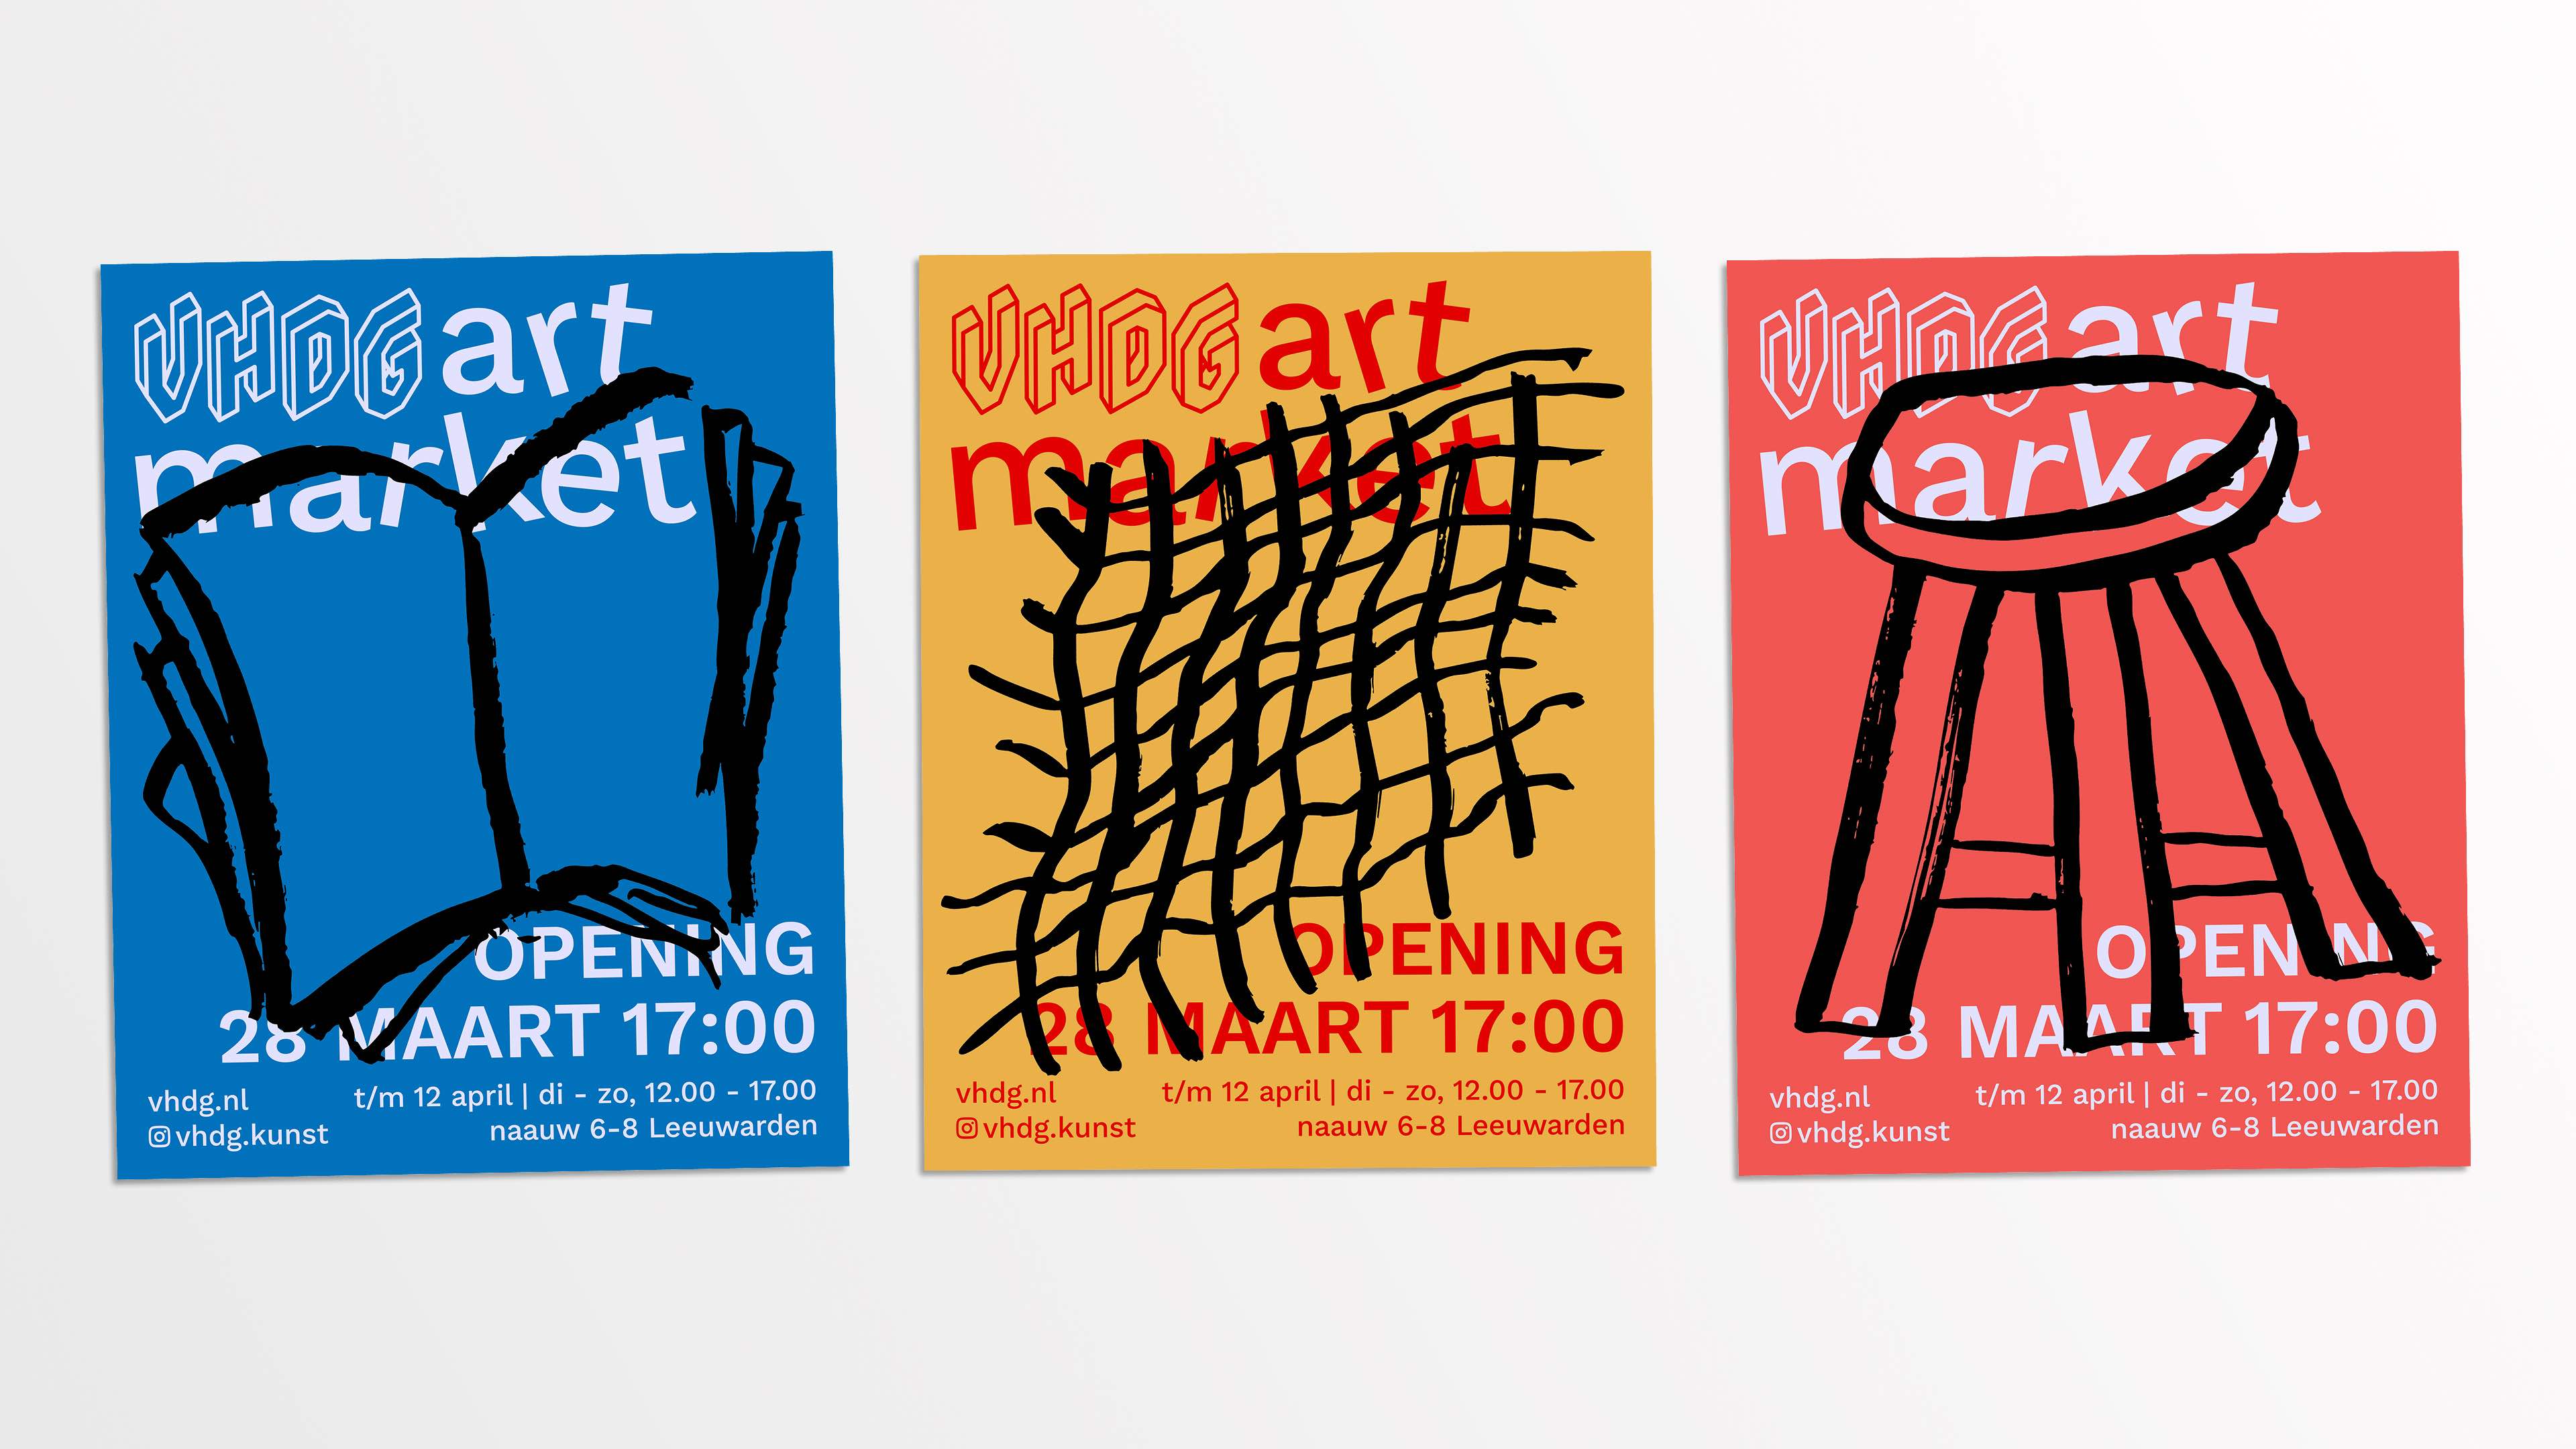 VHDG art
market
OPENING
28 MAART 17:00
vhdg.nl
vhdg.kunst
t/m 12 april | di - zo, 12.00 - 17.00
naauw 6-8 Leeuwarden
VHDG art
market
OPENING
28 MAART 17:00
vhdg.nl
vhdg.kunst
t/m 12 april | di - zo, 12.00 - 17.00
naauw 6-8 Leeuwarden
VHDG art
market
OPENING
28 MAART 17:00
vhdg.nl
vhdg.kunst
t/m 12 april | di - zo, 12.00 - 17.00
naauw 6-8 Leeuwarden